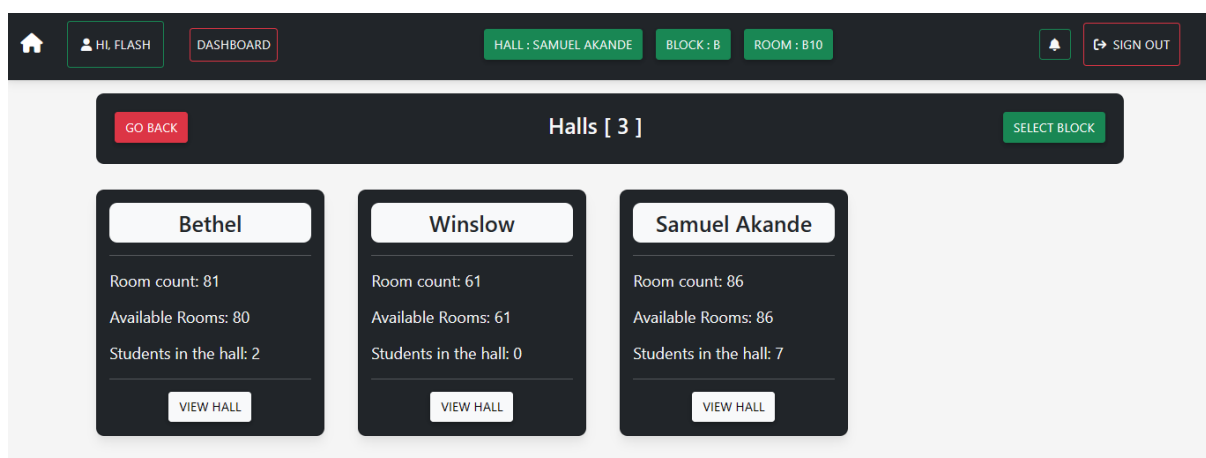 HI, FLASH DASHBOARD HALL : SAMUEL AKANDE BLOCK : B ROOM : B10 SIGN OUT
GO BACK Halls [ 3 ] SELECT BLOCK
Bethel
Room count: 81
Available Rooms: 80
Students in the hall: 2
VIEW HALL
Winslow
Room count: 61
Available Rooms: 61
Students in the hall: 0
VIEW HALL
Samuel Akande
Room count: 86
Available Rooms: 86
Students in the hall: 7
VIEW HALL